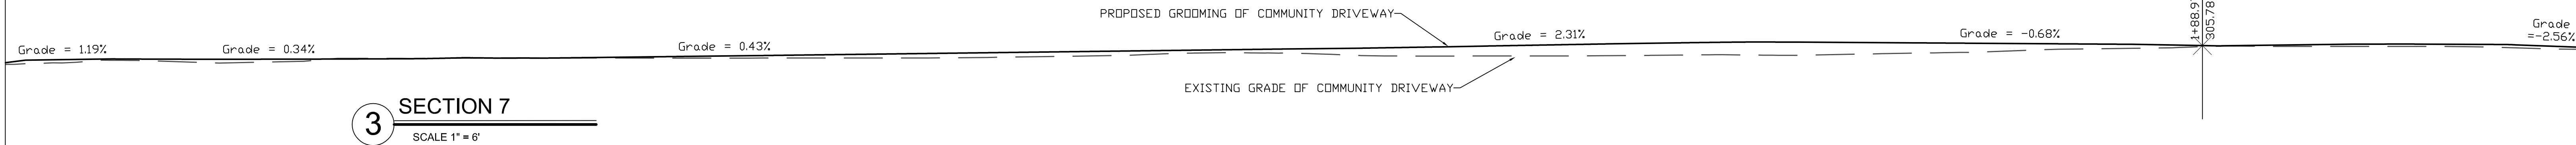 PROPOSED GROOMING OF COMMUNITY DRIVEWAY
Grade = 1.19%
Grade = 0.34%
Grade = 0.43%
Grade = 2.31%
Grade = -0.68%
1+88.9
305.78
Grade
=-2.56%
EXISTING GRADE OF COMMUNITY DRIVEWAY
3
SECTION 7
SCALE 1" = 6'